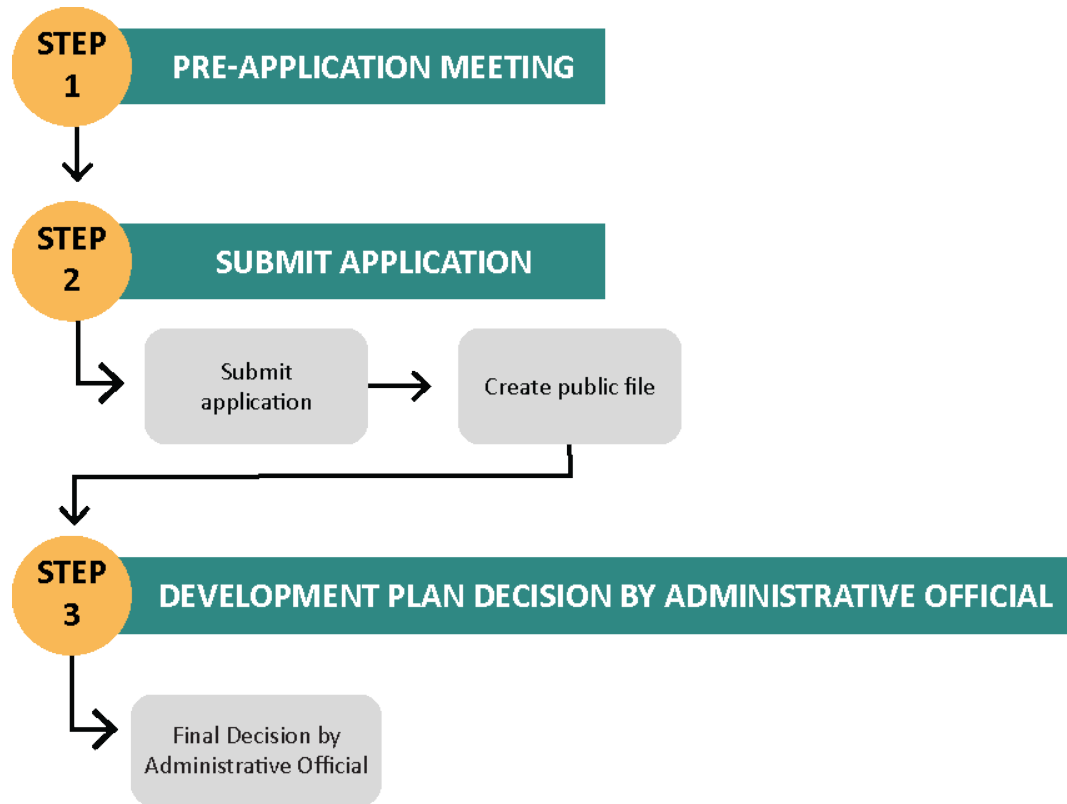 STEP
1
PRE-APPLICATION MEETING
STEP
2
SUBMIT APPLICATION
Submit
application
Create public file
STEP
3
DEVELOPMENT PLAN DECISION BY ADMINISTRATIVE OFFICIAL
Final Decision by
Administrative Official